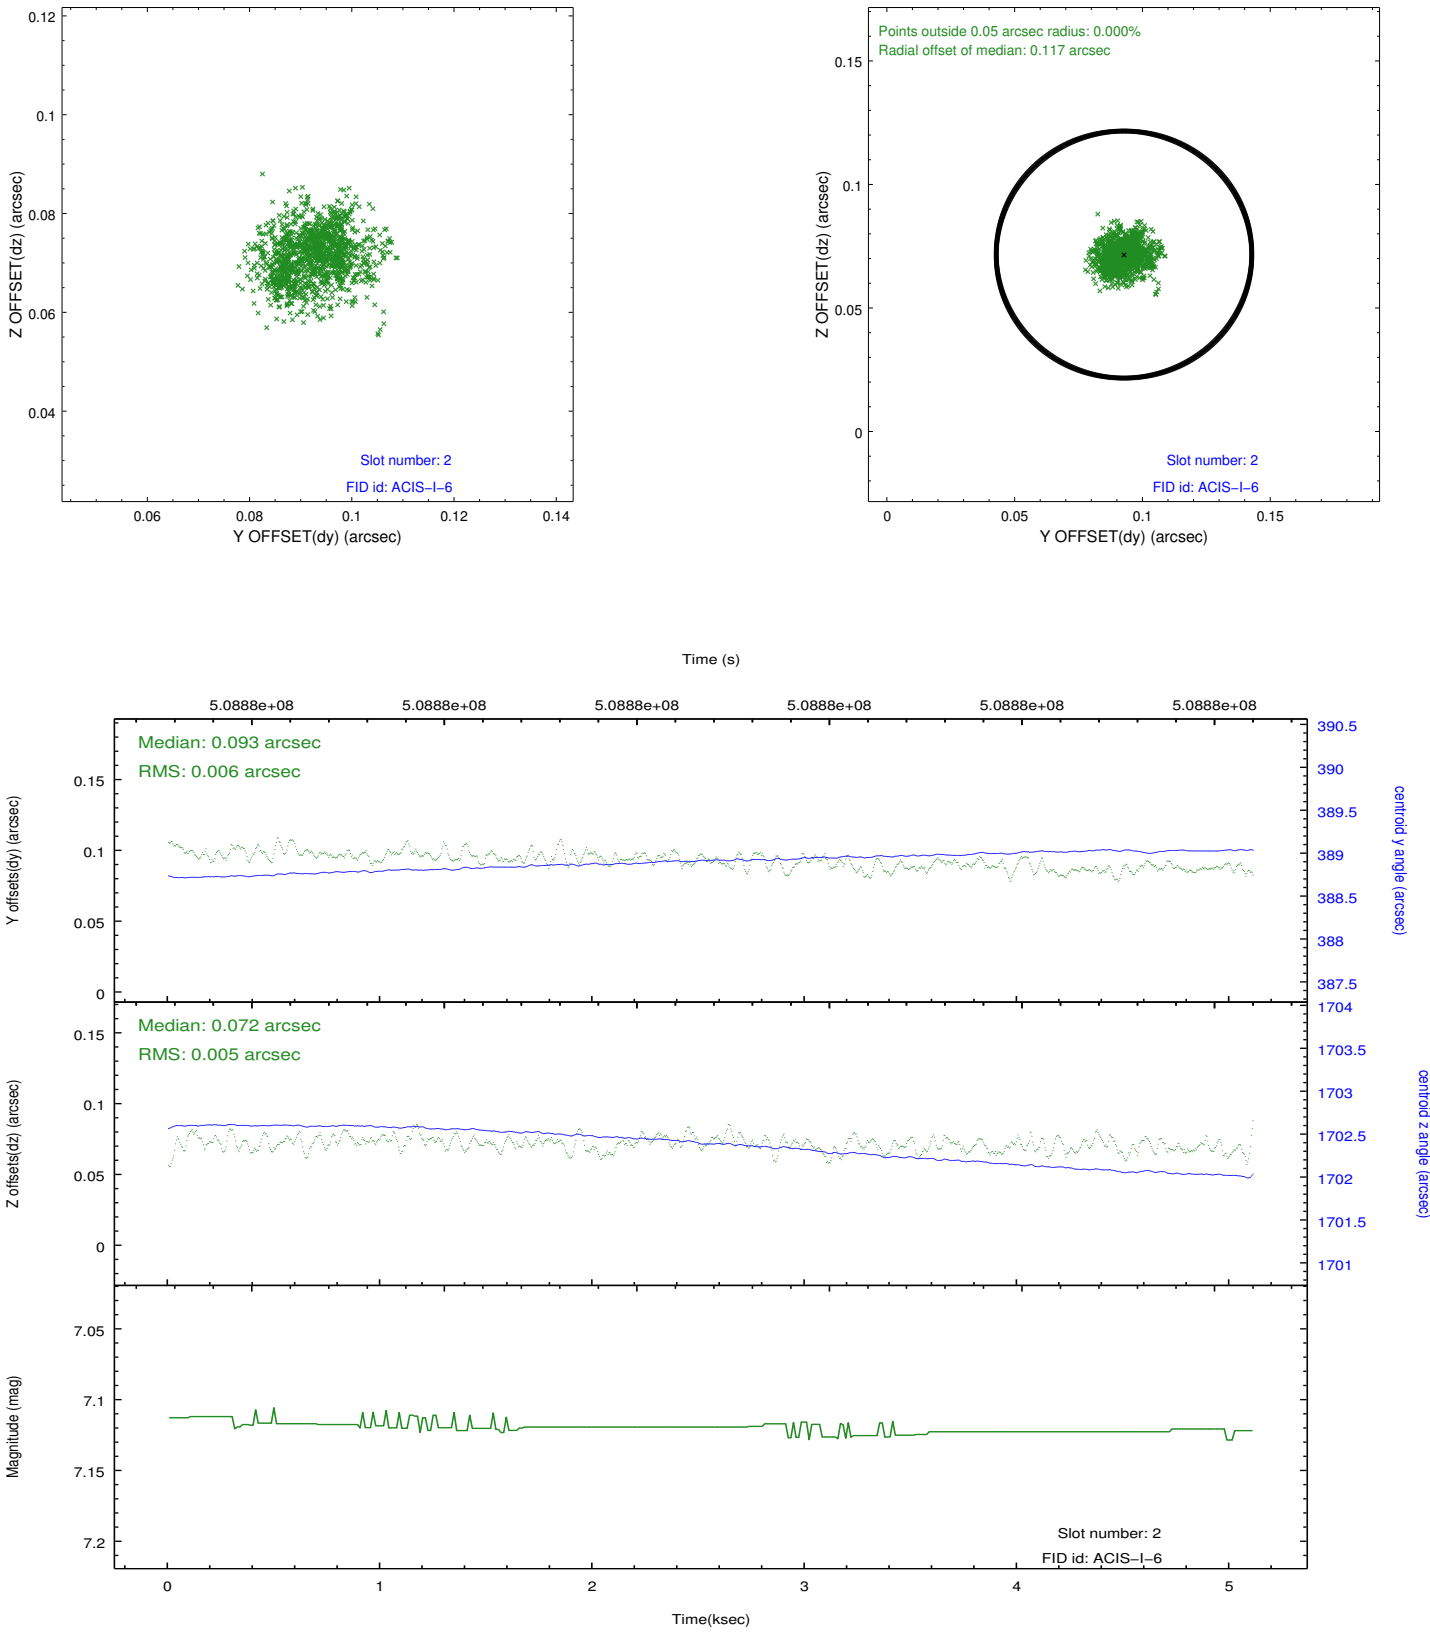 0.12
0.1
0.08
0.06
0.04
Z OFFSET(dz) (arcsec)
Slot number: 2
FID id: ACIS−I−6
0.06 0.08 0.1 0.12 0.14
Y OFFSET(dy) (arcsec)
Points outside 0.05 arcsec radius: 0.000%
Radial offset of median: 0.117 arcsec
0.15
0.1
0.05
0
Z OFFSET(dz) (arcsec)
Slot number: 2
FID id: ACIS−I−6
0 0.05 0.1 0.15
Y OFFSET(dy) (arcsec)
Time (s)
5.0888e+08 5.0888e+08 5.0888e+08 5.0888e+08 5.0888e+08 5.0888e+08
Median: 0.093 arcsec
RMS: 0.006 arcsec
0.15
0.1
0.05
0
Y offsets(dy) (arcsec)
390.5
390
389.5
389
388.5
388
387.5
centroid y angle (arcsec)
Median: 0.072 arcsec
RMS: 0.005 arcsec
0.15
0.1
0.05
0
Z offsets(dz) (arcsec)
1704
1703.5
1703
1702.5
1702
1701.5
1701
centroid z angle (arcsec)
7.05
7.1
7.15
7.2
Magnitude (mag)
Slot number: 2
FID id: ACIS−I−6
0 1 2 3 4 5
Time(ksec)